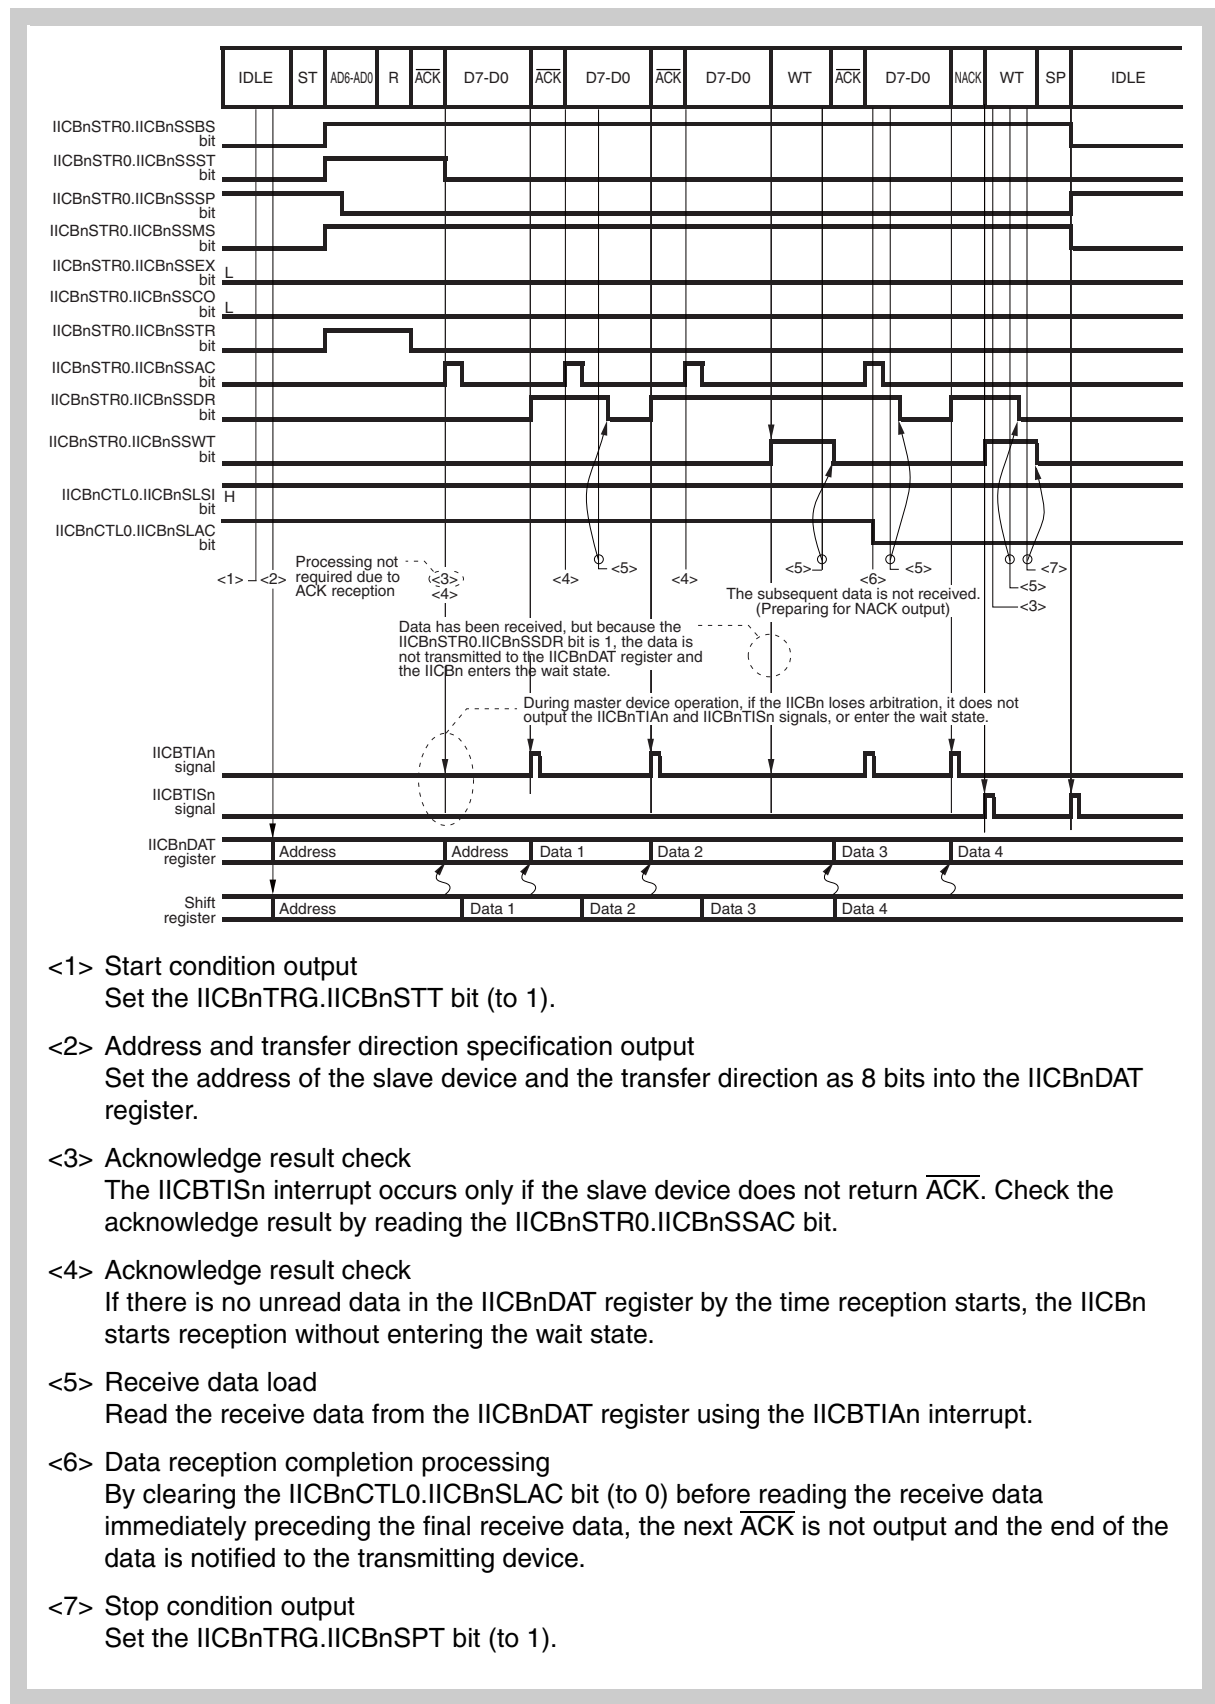 IDLE ST AD6-AD0 R ACK D7-D0 ACK D7-D0 ACK D7-D0 WT ACK D7-D0 NACK WT SP IDLE
IICBnSTR0.IICBnSSBS
bit
IICBnSTR0.IICBnSSST
bit
IICBnSTR0.IICBnSSSP
bit
IICBnSTR0.IICBnSSMS
bit
IICBnSTR0.IICBnSSEX
bit L
IICBnSTR0.IICBnSSCO
bit L
IICBnSTR0.IICBnSSTR
bit
IICBnSTR0.IICBnSSAC
bit
IICBnSTR0.IICBnSSDR
bit
IICBnSTR0.IICBnSSWT
bit
IICBnCTL0.IICBnSLSI H
bit
IICBnCTL0.IICBnSLAC
bit
<1> <2>
Processing not
required due to
ACK reception
<3>
<4>
<4> <5> <4> <5> <6> <5> <7>
<5>
<3>
The subsequent data is not received.
(Preparing for NACK output)
Data has been received, but because the
IICBnSTR0.IICBnSSDR bit is 1, the data is
not transmitted to the IICBnDAT register and
the IICBn enters the wait state.
During master device operation, if the IICBn loses arbitration, it does not
output the IICBnTIAn and IICBnTISn signals, or enter the wait state.
IICBTIAn
signal
IICBTISn
signal
IICBnDAT
register
Address Address Data 1 Data 2 Data 3 Data 4
Shift
register
Address Data 1 Data 2 Data 3 Data 4
<1> Start condition output
Set the IICBnTRG.IICBnSTT bit (to 1).
<2> Address and transfer direction specification output
Set the address of the slave device and the transfer direction as 8 bits into the IICBnDAT
register.
<3> Acknowledge result check
The IICBTISn interrupt occurs only if the slave device does not return ACK. Check the
acknowledge result by reading the IICBnSTR0.IICBnSSAC bit.
<4> Acknowledge result check
If there is no unread data in the IICBnDAT register by the time reception starts, the IICBn
starts reception without entering the wait state.
<5> Receive data load
Read the receive data from the IICBnDAT register using the IICBTIAn interrupt.
<6> Data reception completion processing
By clearing the IICBnCTL0.IICBnSLAC bit (to 0) before reading the receive data
immediately preceding the final receive data, the next ACK is not output and the end of the
data is notified to the transmitting device.
<7> Stop condition output
Set the IICBnTRG.IICBnSPT bit (to 1).